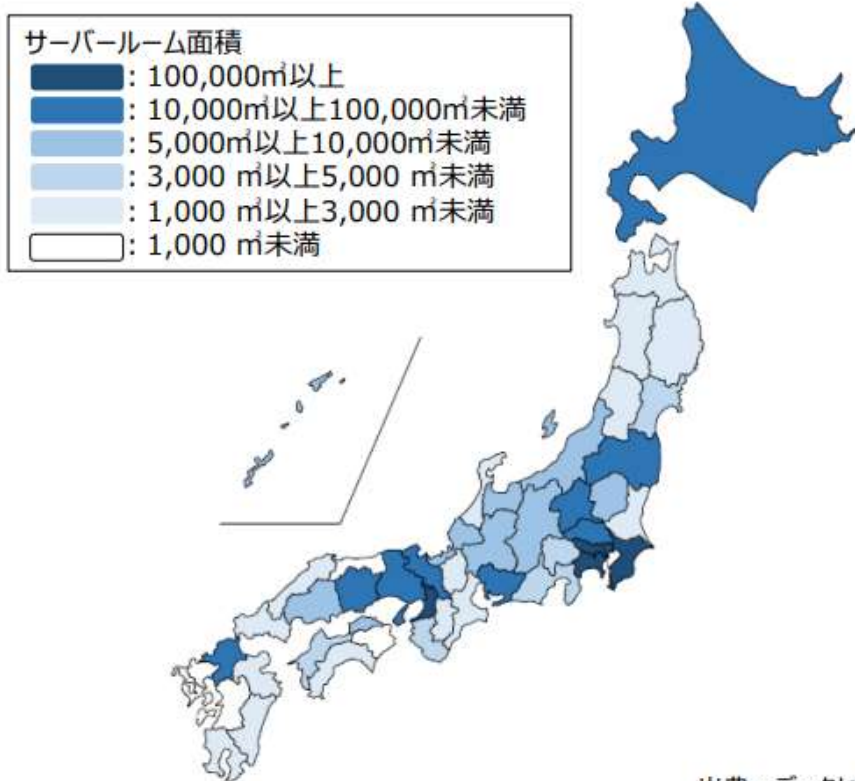 サーバールーム面積
: 100,000㎡以上
: 10,000㎡以上100,000㎡未満
: 5,000㎡以上10,000㎡未満
: 3,000 ㎡以上5,000 ㎡未満
: 1,000 ㎡以上3,000 ㎡未満
: 1,000 ㎡未満